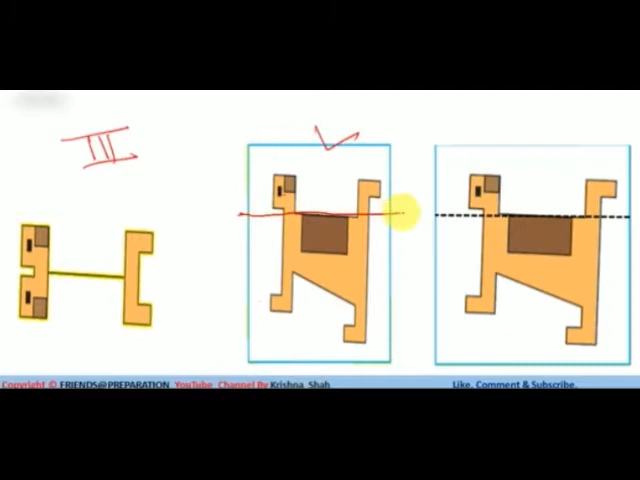 III
V
Copyright © FRIENDS@PREPARATION YouTube Channel By Krishna Shah
Like, Comment & Subscribe.